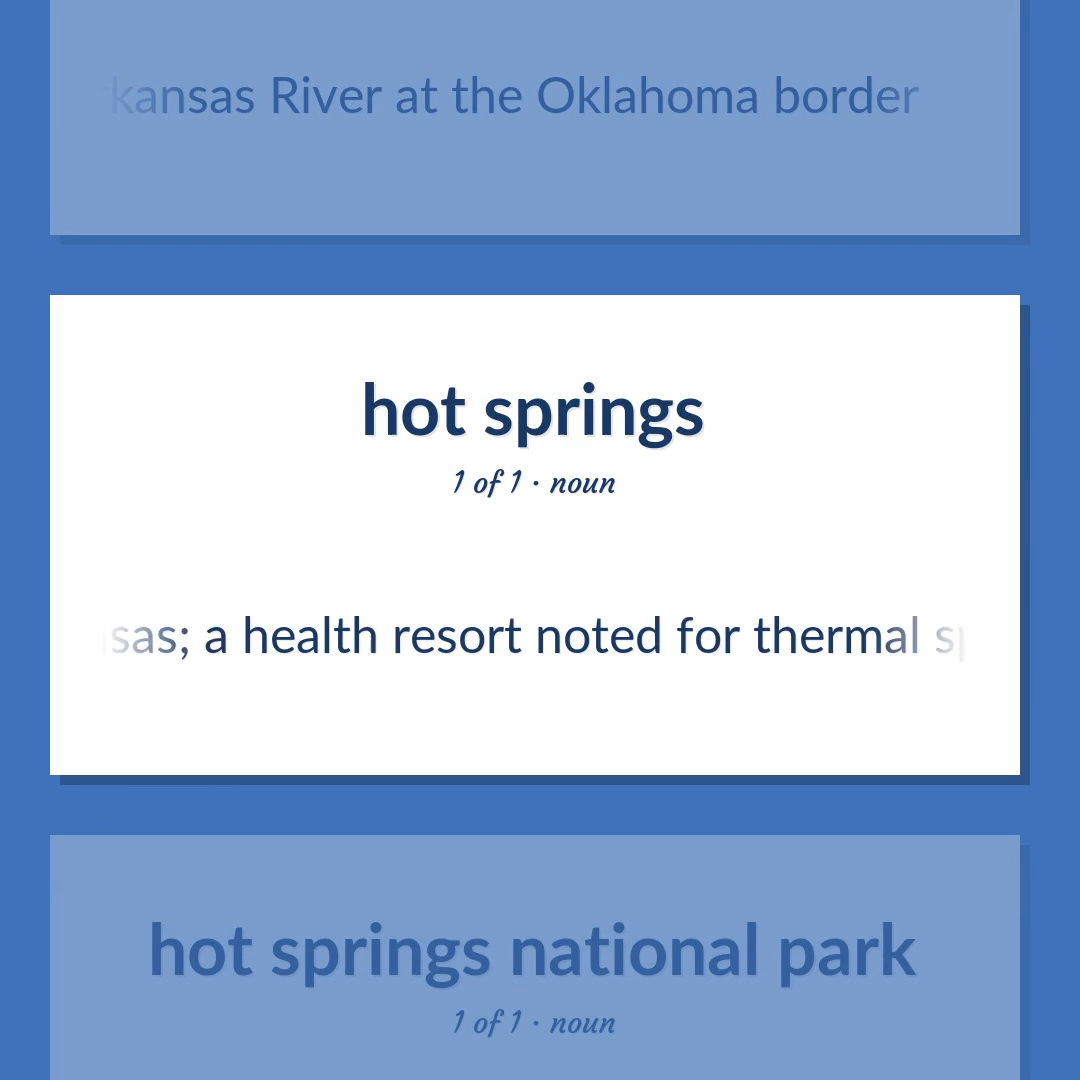 kansas River at the Oklahoma border
hot springs
1 of 1 · noun
sas; a health resort noted for thermal
hot springs national park
1 of 1 · noun